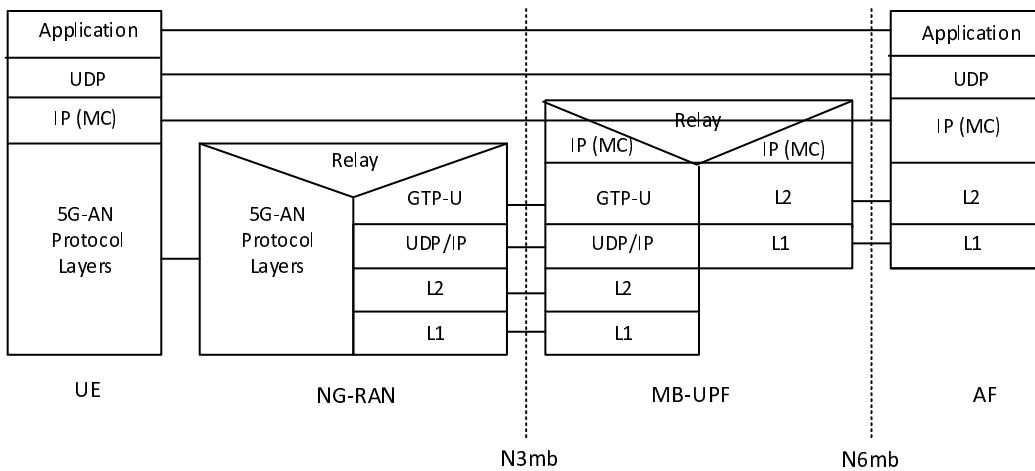 Application
UDP
IP (MC)
5G-AN
Protocol
Layers
UE
Relay
5G-AN
Protocol
Layers
GTP-U
UDP/IP
L2
L1
NG-RAN
N3mb
Relay
IP (MC)
IP (MC)
GTP-U
UDP/IP
L2
L1
L2
L1
MB-UPF
N6mb
Application
UDP
IP (MC)
L2
L1
AF